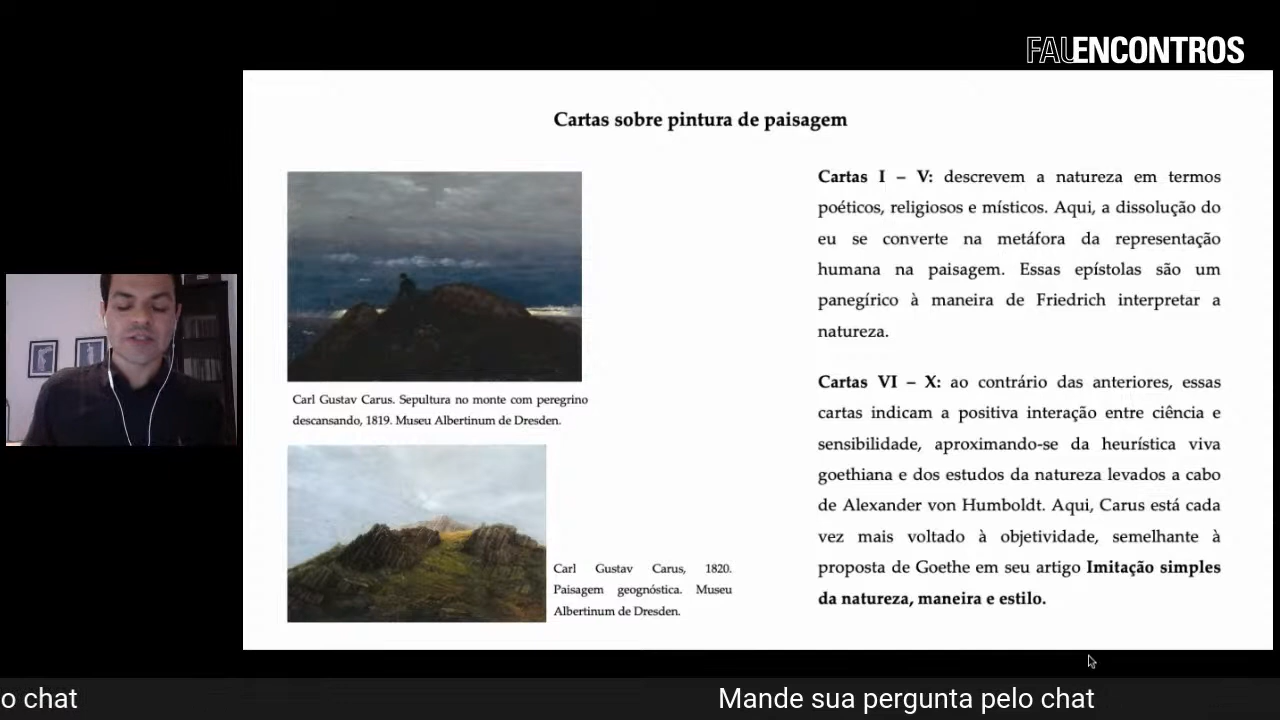 FAUENCONTROS
Cartas sobre pintura de paisagem
Carl Gustav Carus. Sepultura no monte com peregrino
descansando, 1819. Museu Albertinum de Dresden.
Carl Gustav Carus, 1820.
Paisagem geognóstica. Museu
Albertinum de Dresden.
Cartas I – V: descrevem a natureza em termos
poéticos, religiosos e místicos. Aqui, a dissolução do
eu se converte na metáfora da representação
humana na paisagem. Essas epístolas são um
panegírico à maneira de Friedrich interpretar a
natureza.
Cartas VI – X: ao contrário das anteriores, essas
cartas indicam a positiva interação entre ciência e
sensibilidade, aproximando-se da heurística viva
goethiana e dos estudos da natureza levados a cabo
de Alexander von Humboldt. Aqui, Carus está cada
vez mais voltado à objetividade, semelhante à
proposta de Goethe em seu artigo Imitação simples
da natureza, maneira e estilo.
o chat
Mande sua pergunta pelo chat